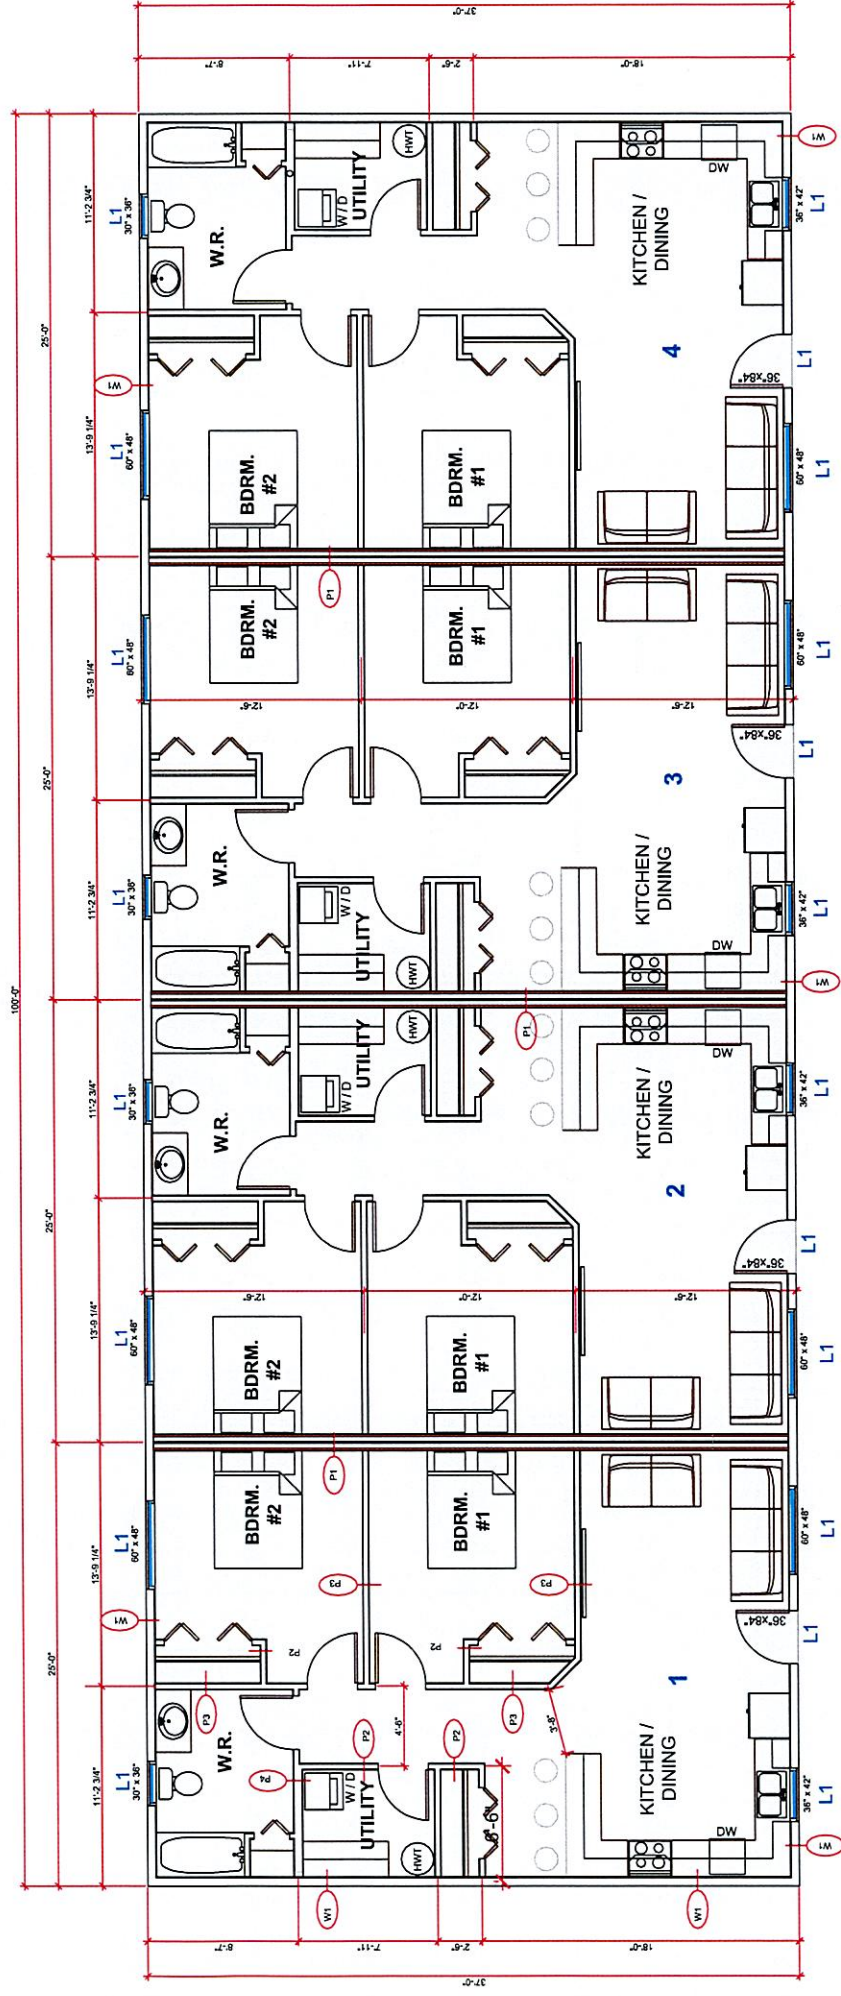 100'-0"
25'-0"
25'-0"
25'-0"
25'-0"
11'-2 3/4"
13'-9 1/4"
13'-9 1/4"
11'-2 3/4"
11'-2 3/4"
13'-9 1/4"
13'-9 1/4"
11'-2 3/4"
37'-0"
8'-7"
7'-11"
2'-6"
18'-0"
37'-0"
8'-7"
7'-11"
2'-6"
18'-0"
L1
30" x 36"
W1
L1
60" x 48"
L1
60" x 48"
L1
30" x 36"
L1
30" x 36"
L1
60" x 48"
L1
60" x 48"
W1
L1
30" x 36"
W.R.
P4
P3
P2
BDRM.
#2
P1
BDRM.
#2
12'-6"
W.R.
W.R.
12'-6"
BDRM.
#2
P1
BDRM.
#2
W.R.
W1
UTILITY
W / D
HWT
P2
P2
4'-6"
P2
P3
P3
BDRM.
#1
BDRM.
#1
12'-0"
UTILITY
W / D
HWT
UTILITY
W / D
HWT
12'-0"
BDRM.
#1
BDRM.
#1
UTILITY
W / D
HWT
6'-6"
3'-8"
P3
P1
W1
KITCHEN /
DINING
DW
1
12'-6"
2
KITCHEN /
DINING
DW
KITCHEN /
DINING
DW
3
12'-6"
4
KITCHEN /
DINING
DW
W1
36" x 42"
L1
36"x84"
L1
60" x 48"
L1
60" x 48"
L1
36"x84"
L1
36" x 42"
L1
W1
36" x 42"
L1
36"x84"
L1
60" x 48"
L1
60" x 48"
L1
36"x84"
L1
36" x 42"
L1
W1